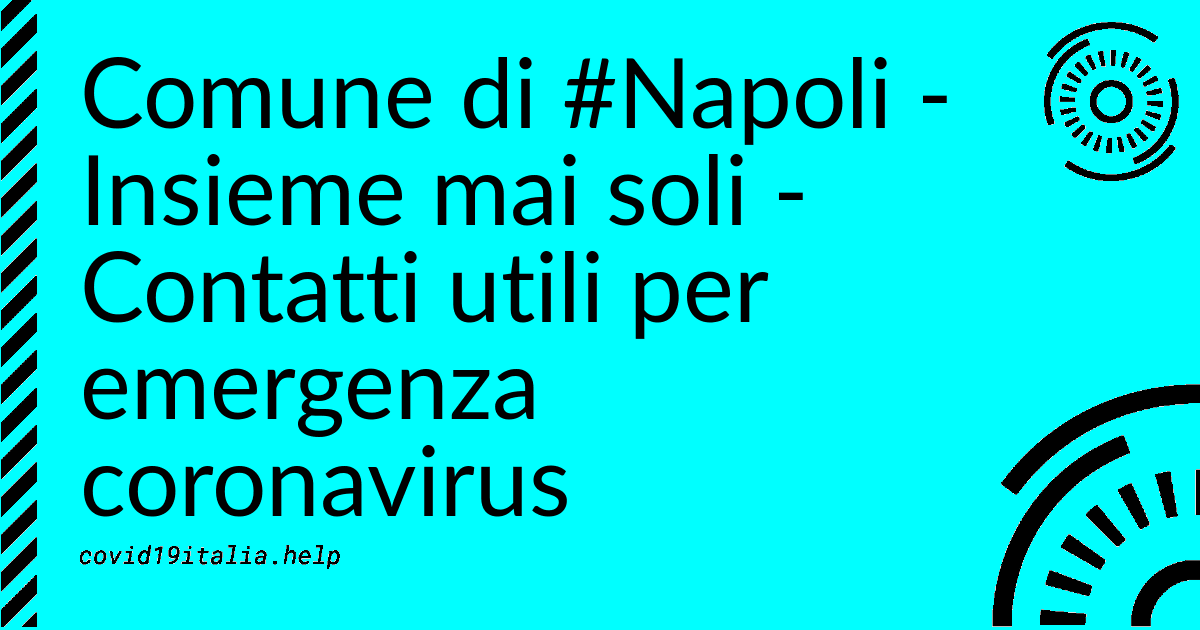 Comune di #Napoli -
Insieme mai soli -
Contatti utili per
emergenza
coronavirus
covid19italia.help